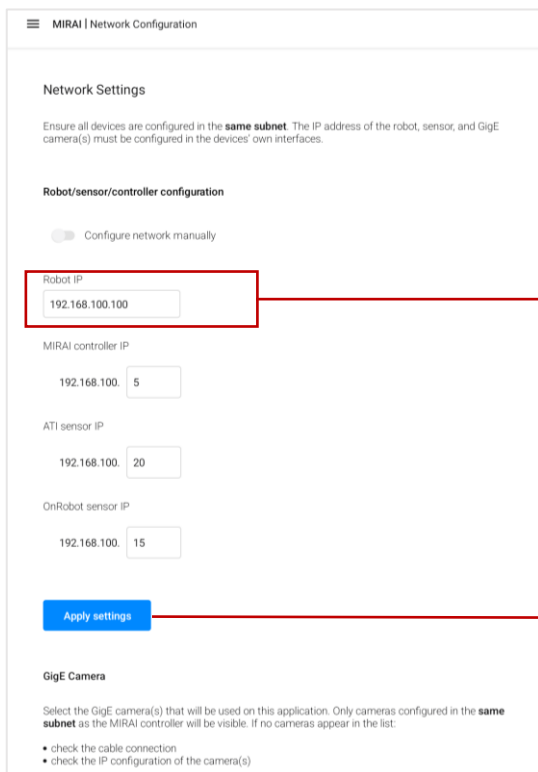 MIRAI | Network Configuration
Network Settings
Ensure all devices are configured in the same subnet. The IP address of the robot, sensor, and GigE
camera(s) must be configured in the devices' own interfaces.
Robot/sensor/controller configuration
Configure network manually
Robot IP
192.168.100.100
MIRAI controller IP
192.168.100. 5
ATI sensor IP
192.168.100. 20
OnRobot sensor IP
192.168.100. 15
Apply settings
GigE Camera
Select the GigE camera(s) that will be used on this application. Only cameras configured in the same
subnet as the MIRAI controller will be visible. If no cameras appear in the list:
• check the cable connection
• check the IP configuration of the camera(s)